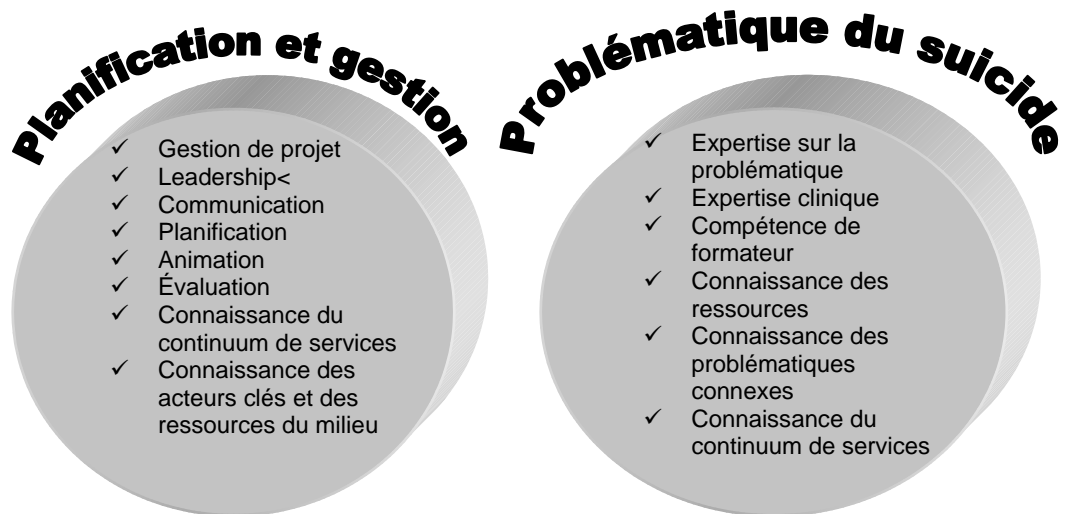 Planification et gestion
✓ Gestion de projet
✓ Leadership<
✓ Communication
✓ Planification
✓ Animation
✓ Évaluation
✓ Connaissance du
continuum de services
✓ Connaissance des
acteurs clés et des
ressources du milieu
Problématique du suicide
✓ Expertise sur la
problématique
✓ Expertise clinique
✓ Compétence de
formateur
✓ Connaissance des
ressources
✓ Connaissance des
problématiques
connexes
✓ Connaissance du
continuum de services